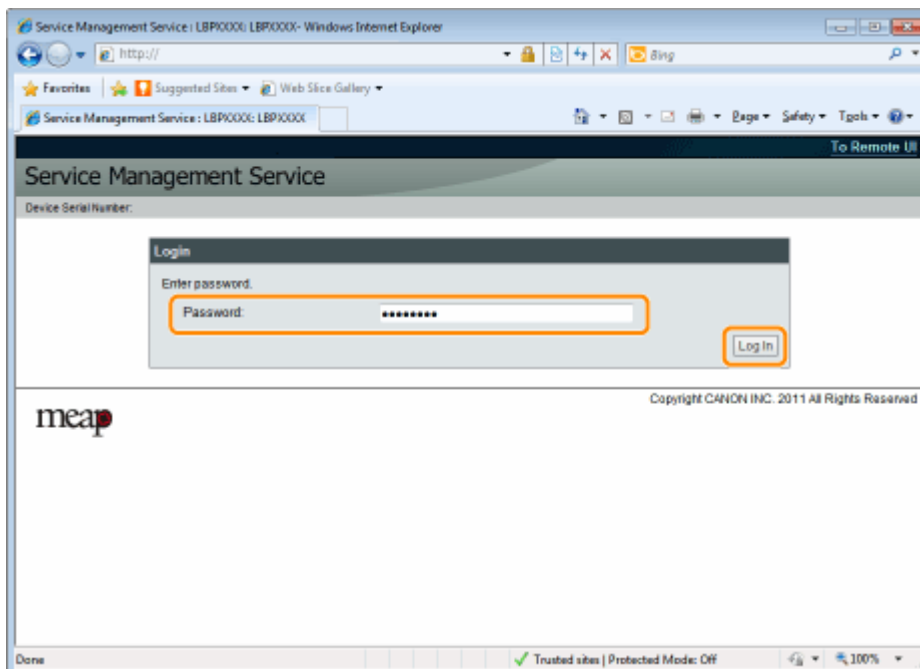 Service Management Service : LBPXXXX: LBPXXXX- Windows Internet Explorer
http://
Bing
Favorites Suggested Sites Web Slice Gallery
Service Management Service : LBPXXXX: LBPXXXX Page Safety Tools
To Remote UI
Service Management Service
Device Serial Number:
Login
Enter password.
Password: ••••••••
Log In
Copyright CANON INC. 2011 All Rights Reserved
meap
Done Trusted sites | Protected Mode: Off 100%